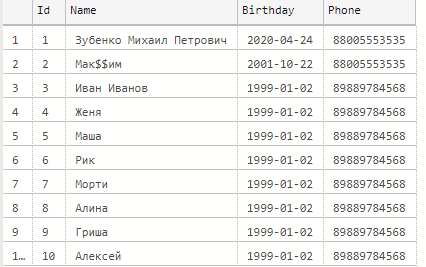 Id Name Birthday Phone
1 1 Зубенко Михаил Петрович 2020-04-24 88005553535
2 2 Мак$$им 2001-10-22 88005553535
3 3 Иван Иванов 1999-01-02 89889784568
4 4 Женя 1999-01-02 89889784568
5 5 Маша 1999-01-02 89889784568
6 6 Рик 1999-01-02 89889784568
7 7 Морти 1999-01-02 89889784568
8 8 Алина 1999-01-02 89889784568
9 9 Гриша 1999-01-02 89889784568
1… 10 Алексей 1999-01-02 89889784568